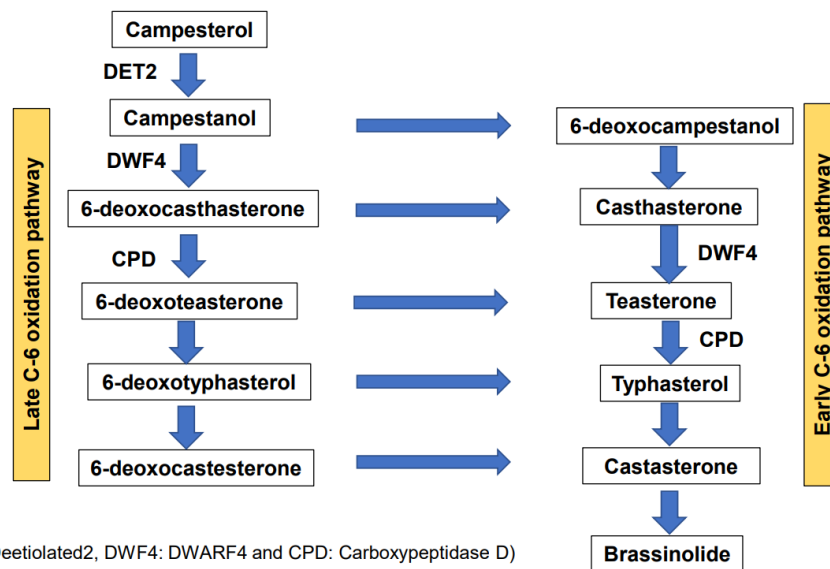 Campesterol
DET2
Campestanol
6-deoxocampestanol
DWF4
6-deoxocasthasterone
Casthasterone
CPD
DWF4
6-deoxoteasterone
Teasterone
CPD
6-deoxotyphasterol
Typhasterol
6-deoxocastesterone
Castasterone
Brassinolide
Late C-6 oxidation pathway
Early C-6 oxidation pathway
eetiolated2, DWF4: DWARF4 and CPD: Carboxypeptidase D)